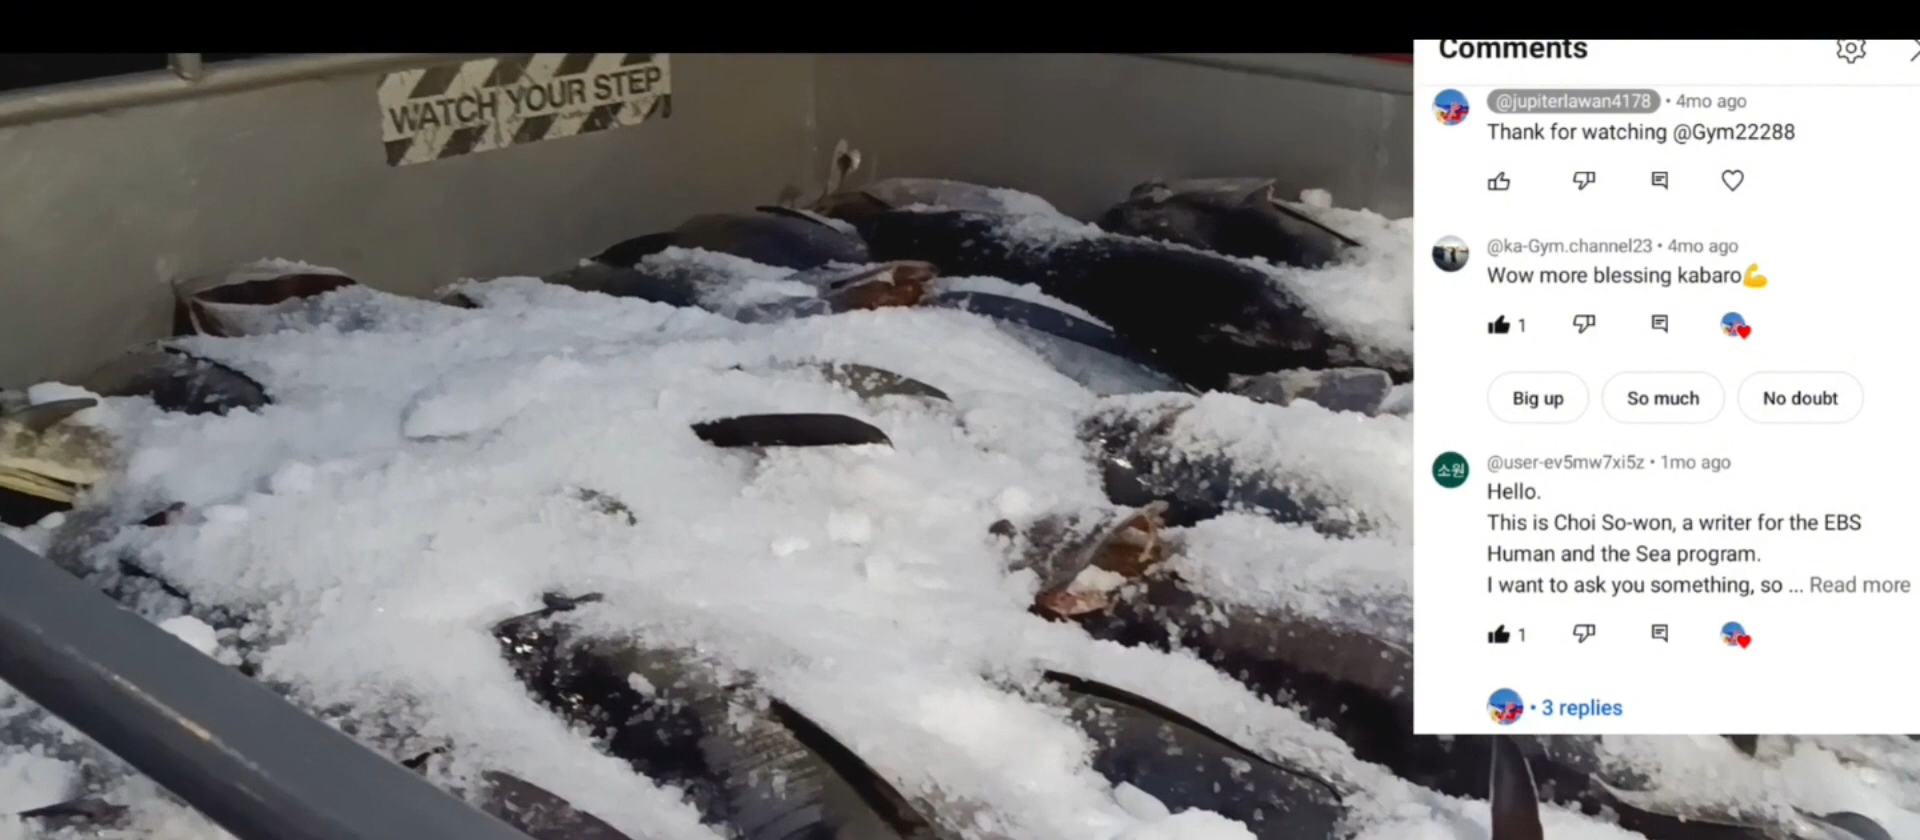 WATCH YOUR STEP
Comments
@jupiterlawan4178 • 4mo ago
Thank for watching @Gym22288
@ka-Gym.channel23 • 4mo ago
Wow more blessing kabaro💪
1
Big up
So much
No doubt
소원
@user-ev5mw7xi5z • 1mo ago
Hello.
This is Choi So-won, a writer for the EBS
Human and the Sea program.
I want to ask you something, so ... Read more
1
• 3 replies